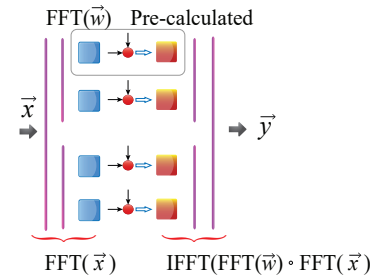 FFT(w⃗) Pre-calculated
x⃗
y⃗
FFT( x⃗ ) IFFT(FFT(w⃗) ∘ FFT( x⃗ )